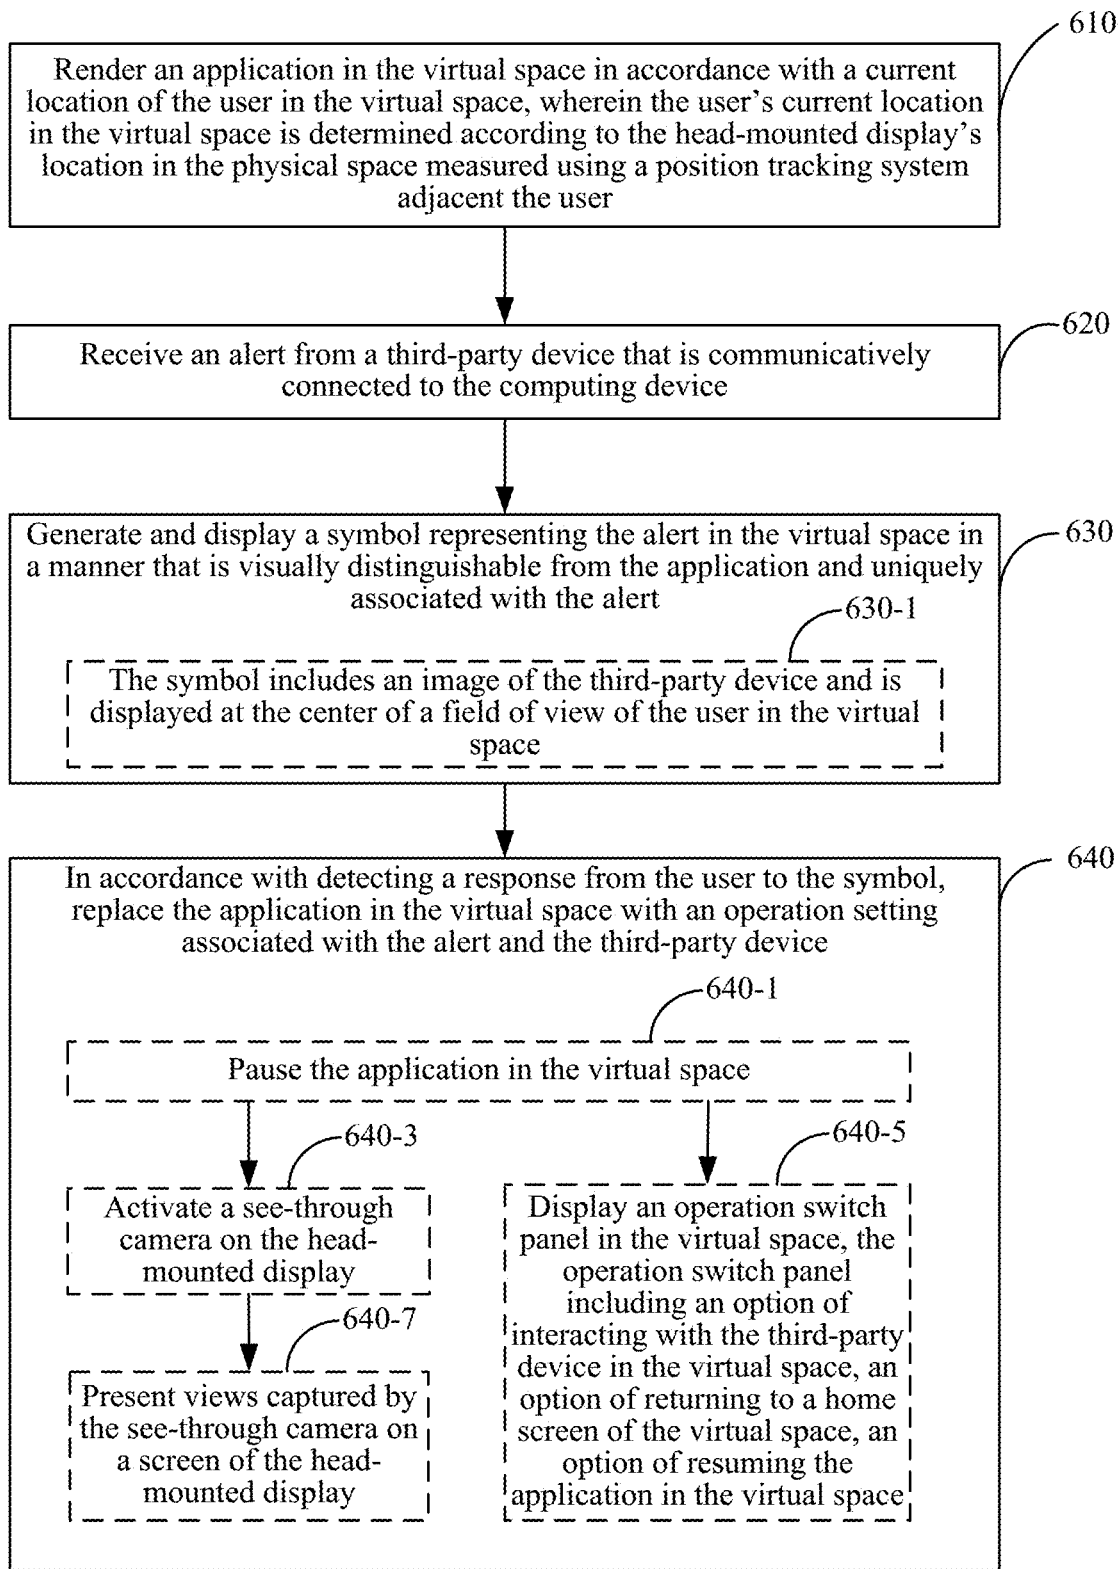 610
Render an application in the virtual space in accordance with a current
location of the user in the virtual space, wherein the user's current location
in the virtual space is determined according to the head-mounted display's
location in the physical space measured using a position tracking system
adjacent the user
620
Receive an alert from a third-party device that is communicatively
connected to the computing device
630
Generate and display a symbol representing the alert in the virtual space in
a manner that is visually distinguishable from the application and uniquely
associated with the alert
630-1
The symbol includes an image of the third-party device and is
displayed at the center of a field of view of the user in the virtual
space
640
In accordance with detecting a response from the user to the symbol,
replace the application in the virtual space with an operation setting
associated with the alert and the third-party device
640-1
Pause the application in the virtual space
640-3
Activate a see-through
camera on the head-
mounted display
640-7
Present views captured by
the see-through camera on
a screen of the head-
mounted display
640-5
Display an operation switch
panel in the virtual space, the
operation switch panel
including an option of
interacting with the third-party
device in the virtual space, an
option of returning to a home
screen of the virtual space, an
option of resuming the
application in the virtual space